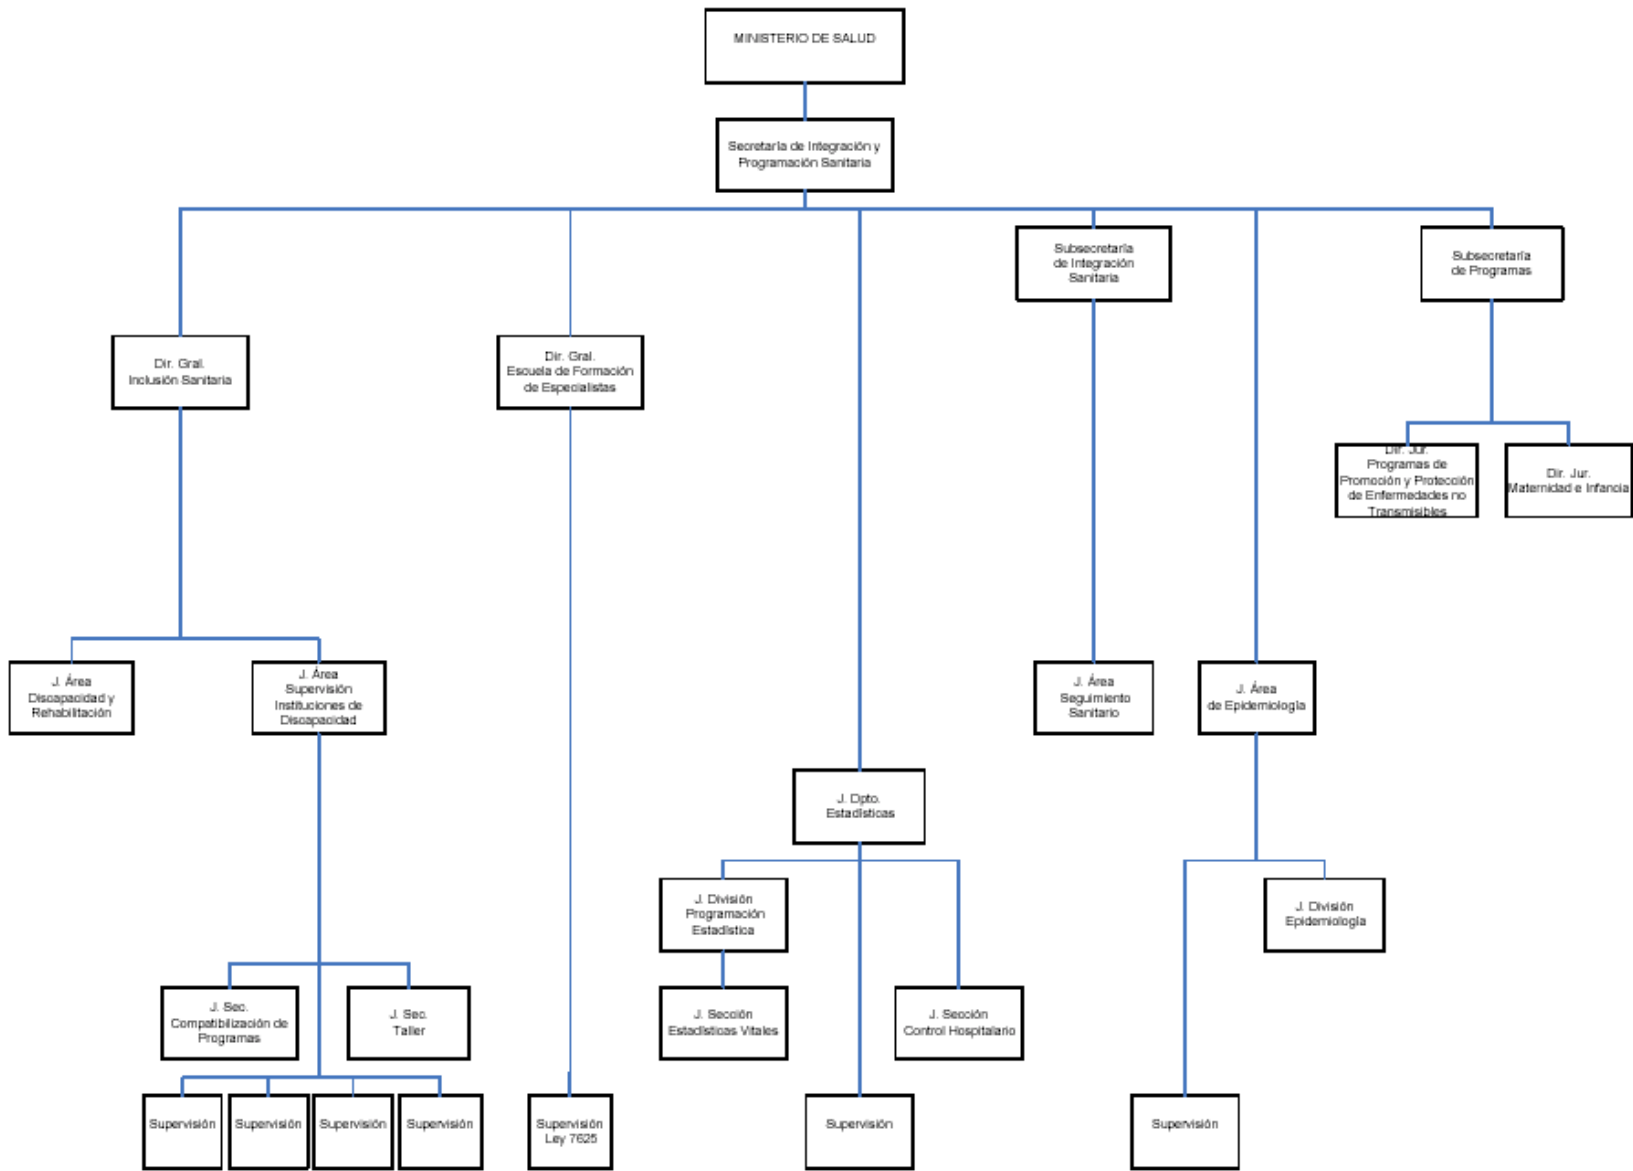 MINISTERIO DE SALUD
Secretaría de Integración y
Programación Sanitaria
Subsecretaría
de Integración
Sanitaria
Subsecretaría
de Programas
Dir. Gral.
Inclusión Sanitaria
Dir. Gral.
Escuela de Formación
de Especialistas
Dir. Jur.
Programas de
Promoción y Protección
de Enfermedades no
Transmisibles
Dir. Jur.
Maternidad e Infancia
J. Área
Discapacidad y
Rehabilitación
J. Área
Supervisión
Instituciones de
Discapacidad
J. Área
Seguimiento
Sanitario
J. Área
de Epidemiología
J. Dpto.
Estadísticas
J. División
Programación
Estadística
J. División
Epidemiología
J. Sec.
Compatibilización de
Programas
J. Sec.
Taller
J. Sección
Estadísticas Vitales
J. Sección
Control Hospitalario
Supervisión
Supervisión
Supervisión
Supervisión
Supervisión
Ley 7625
Supervisión
Supervisión